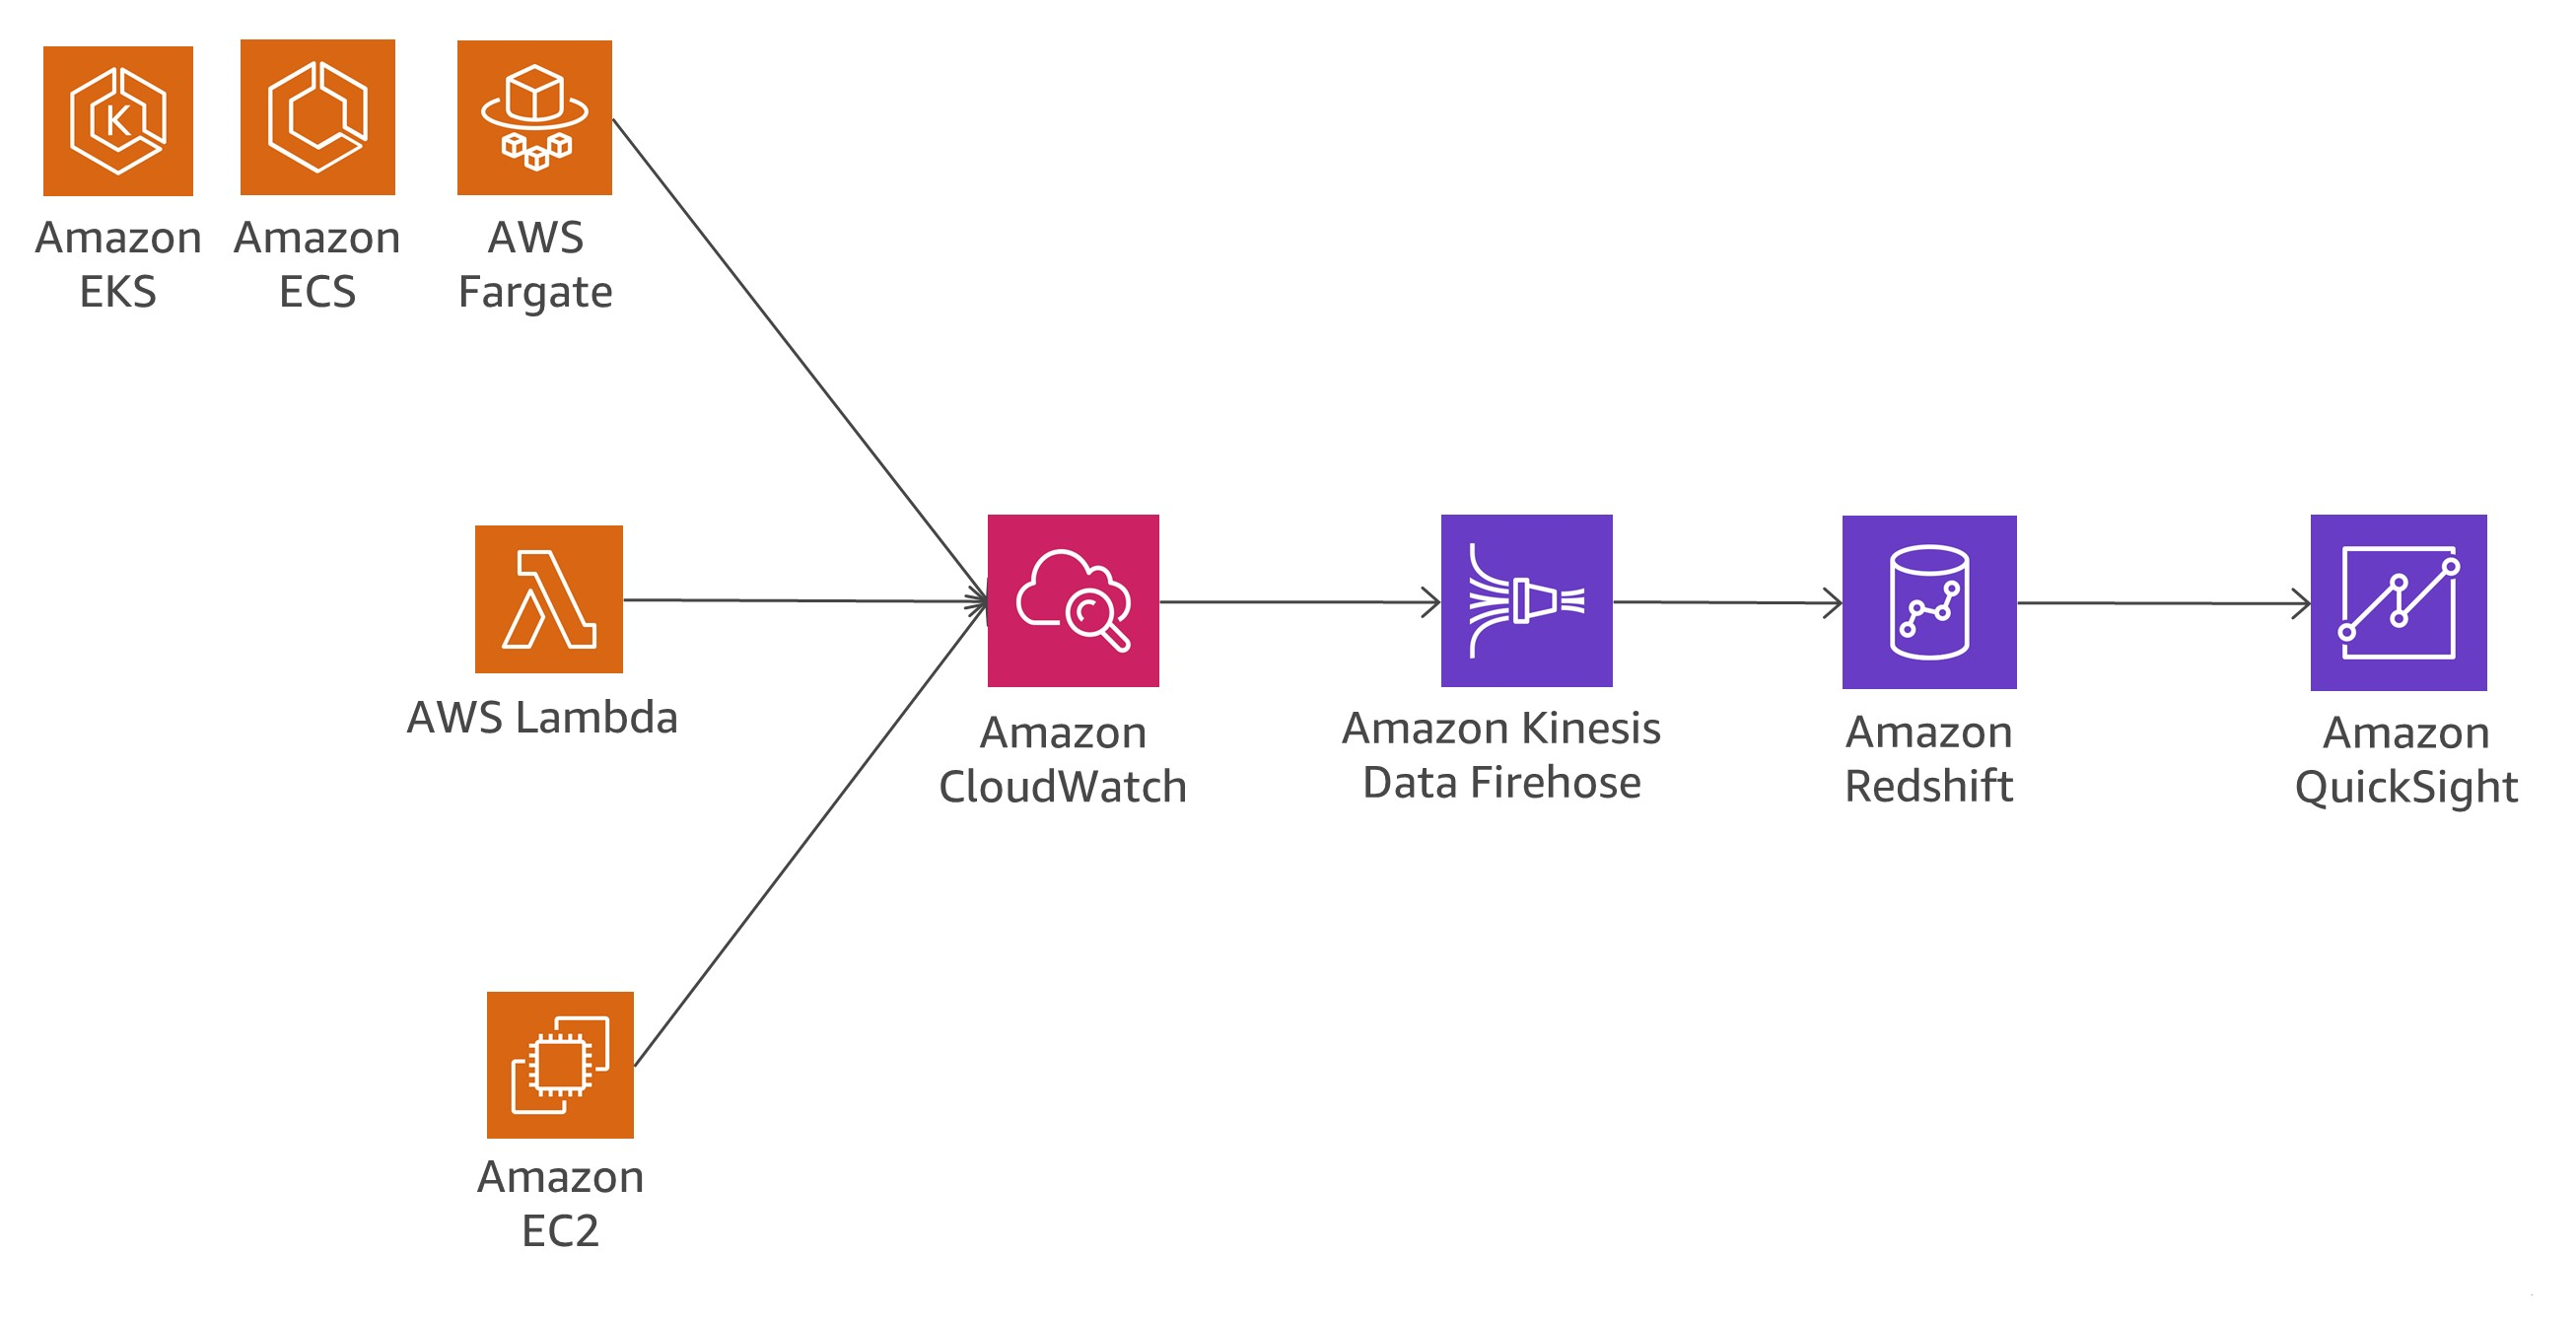 K
Amazon
EKS
Amazon
ECS
AWS
Fargate
AWS Lambda
Amazon
CloudWatch
Amazon Kinesis
Data Firehose
Amazon
Redshift
Amazon
QuickSight
Amazon
EC2